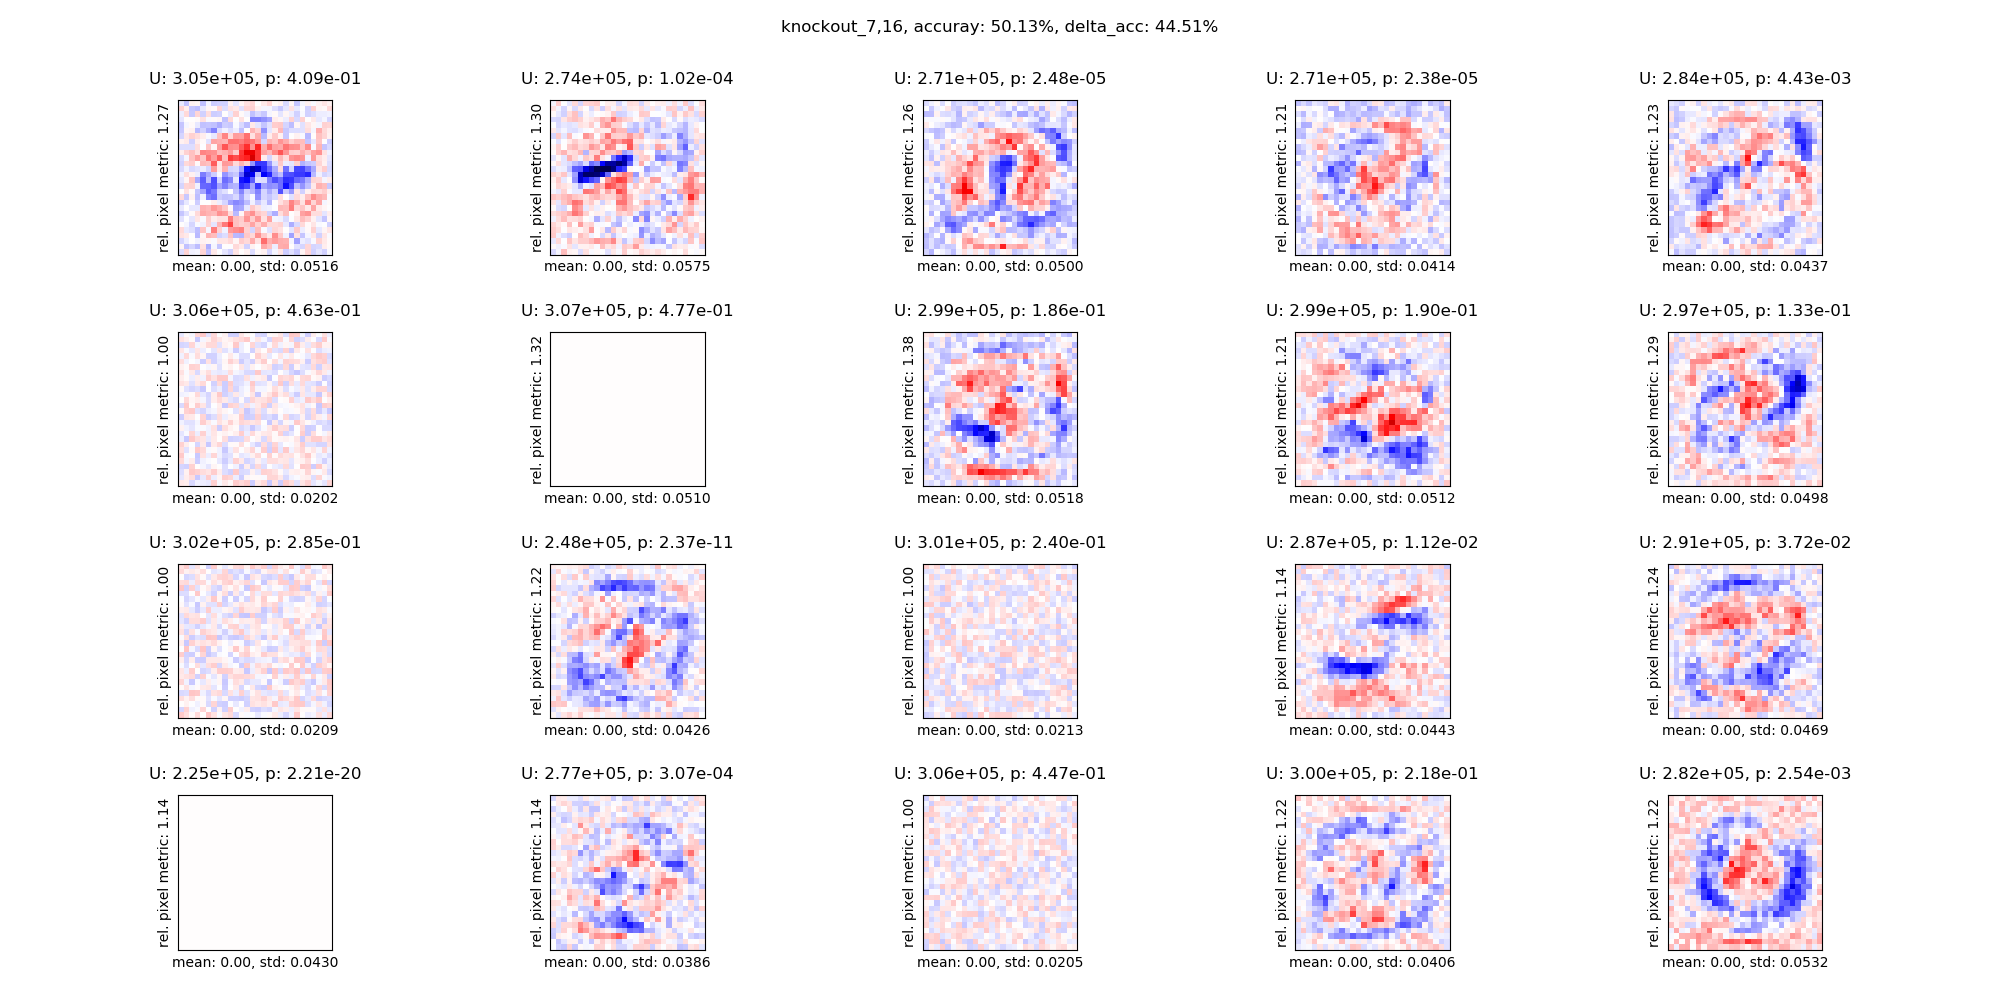 knockout_7,16, accuray: 50.13%, delta_acc: 44.51%
U: 3.05e+05, p: 4.09e-01
rel. pixel metric: 1.27
mean: 0.00, std: 0.0516
U: 2.74e+05, p: 1.02e-04
rel. pixel metric: 1.30
mean: 0.00, std: 0.0575
U: 2.71e+05, p: 2.48e-05
rel. pixel metric: 1.26
mean: 0.00, std: 0.0500
U: 2.71e+05, p: 2.38e-05
rel. pixel metric: 1.21
mean: 0.00, std: 0.0414
U: 2.84e+05, p: 4.43e-03
rel. pixel metric: 1.23
mean: 0.00, std: 0.0437
U: 3.06e+05, p: 4.63e-01
rel. pixel metric: 1.00
mean: 0.00, std: 0.0202
U: 3.07e+05, p: 4.77e-01
rel. pixel metric: 1.32
mean: 0.00, std: 0.0510
U: 2.99e+05, p: 1.86e-01
rel. pixel metric: 1.38
mean: 0.00, std: 0.0518
U: 2.99e+05, p: 1.90e-01
rel. pixel metric: 1.21
mean: 0.00, std: 0.0512
U: 2.97e+05, p: 1.33e-01
rel. pixel metric: 1.29
mean: 0.00, std: 0.0498
U: 3.02e+05, p: 2.85e-01
rel. pixel metric: 1.00
mean: 0.00, std: 0.0209
U: 2.48e+05, p: 2.37e-11
rel. pixel metric: 1.22
mean: 0.00, std: 0.0426
U: 3.01e+05, p: 2.40e-01
rel. pixel metric: 1.00
mean: 0.00, std: 0.0213
U: 2.87e+05, p: 1.12e-02
rel. pixel metric: 1.14
mean: 0.00, std: 0.0443
U: 2.91e+05, p: 3.72e-02
rel. pixel metric: 1.24
mean: 0.00, std: 0.0469
U: 2.25e+05, p: 2.21e-20
rel. pixel metric: 1.14
mean: 0.00, std: 0.0430
U: 2.77e+05, p: 3.07e-04
rel. pixel metric: 1.14
mean: 0.00, std: 0.0386
U: 3.06e+05, p: 4.47e-01
rel. pixel metric: 1.00
mean: 0.00, std: 0.0205
U: 3.00e+05, p: 2.18e-01
rel. pixel metric: 1.22
mean: 0.00, std: 0.0406
U: 2.82e+05, p: 2.54e-03
rel. pixel metric: 1.22
mean: 0.00, std: 0.0532